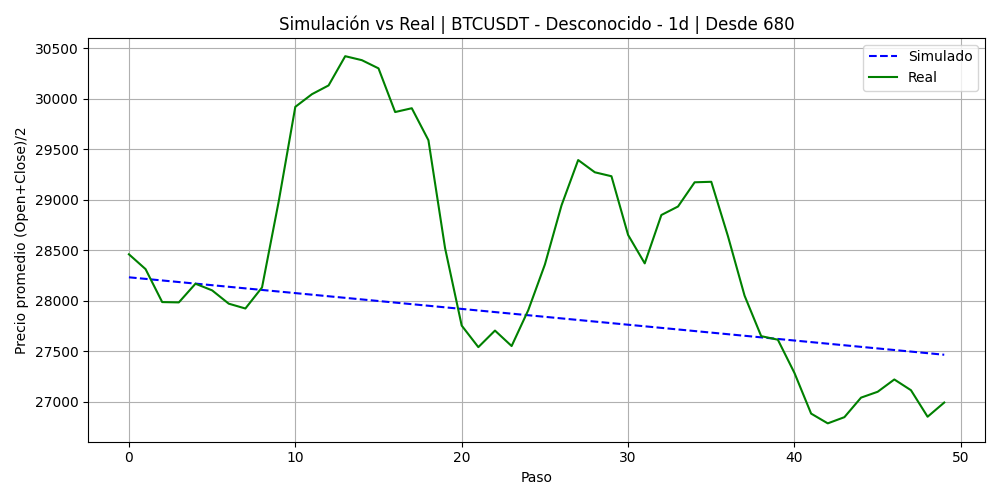 Simulación vs Real | BTCUSDT - Desconocido - 1d | Desde 680
Simulado
Real
Precio promedio (Open+Close)/2
30500
30000
29500
29000
28500
28000
27500
27000
0
10
20
30
40
50
Paso